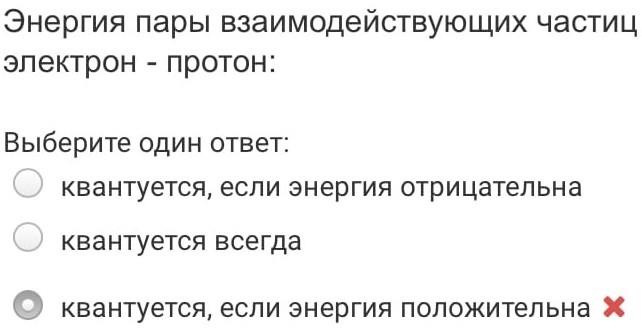 Энергия пары взаимодействующих частиц
электрон - протон:
Выберите один ответ:
квантуется, если энергия отрицательна
квантуется всегда
квантуется, если энергия положительна